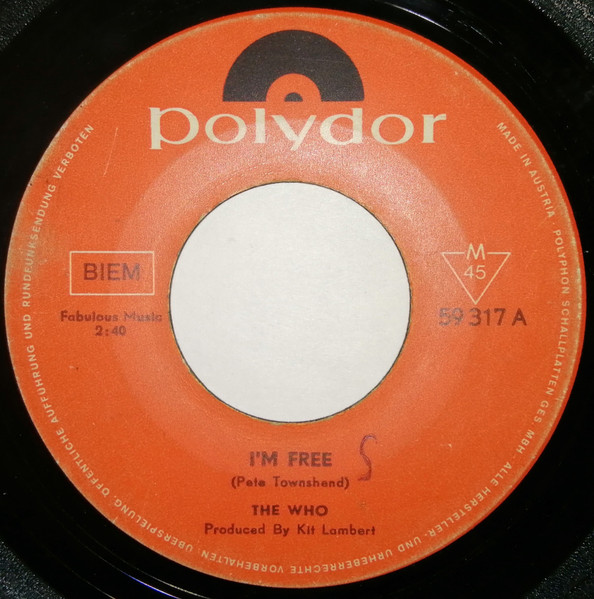 polydor
MADE IN AUSTRIA · POLYPHON SCHALLPLATTEN GES MBH · ALLE HERSTELLER- UND URHEBERRECHTE VORBEHALTEN. ÜBERSPIELUNG, ÖFFENTLICHE AUFFÜHRUNG UND RUNDFUNKSENDUNG VERBOTEN
BIEM
Fabulous Music
2:40
M
45
59 317 A
I'M FREE S
(Pete Townshend)
THE WHO
Produced By Kit Lambert